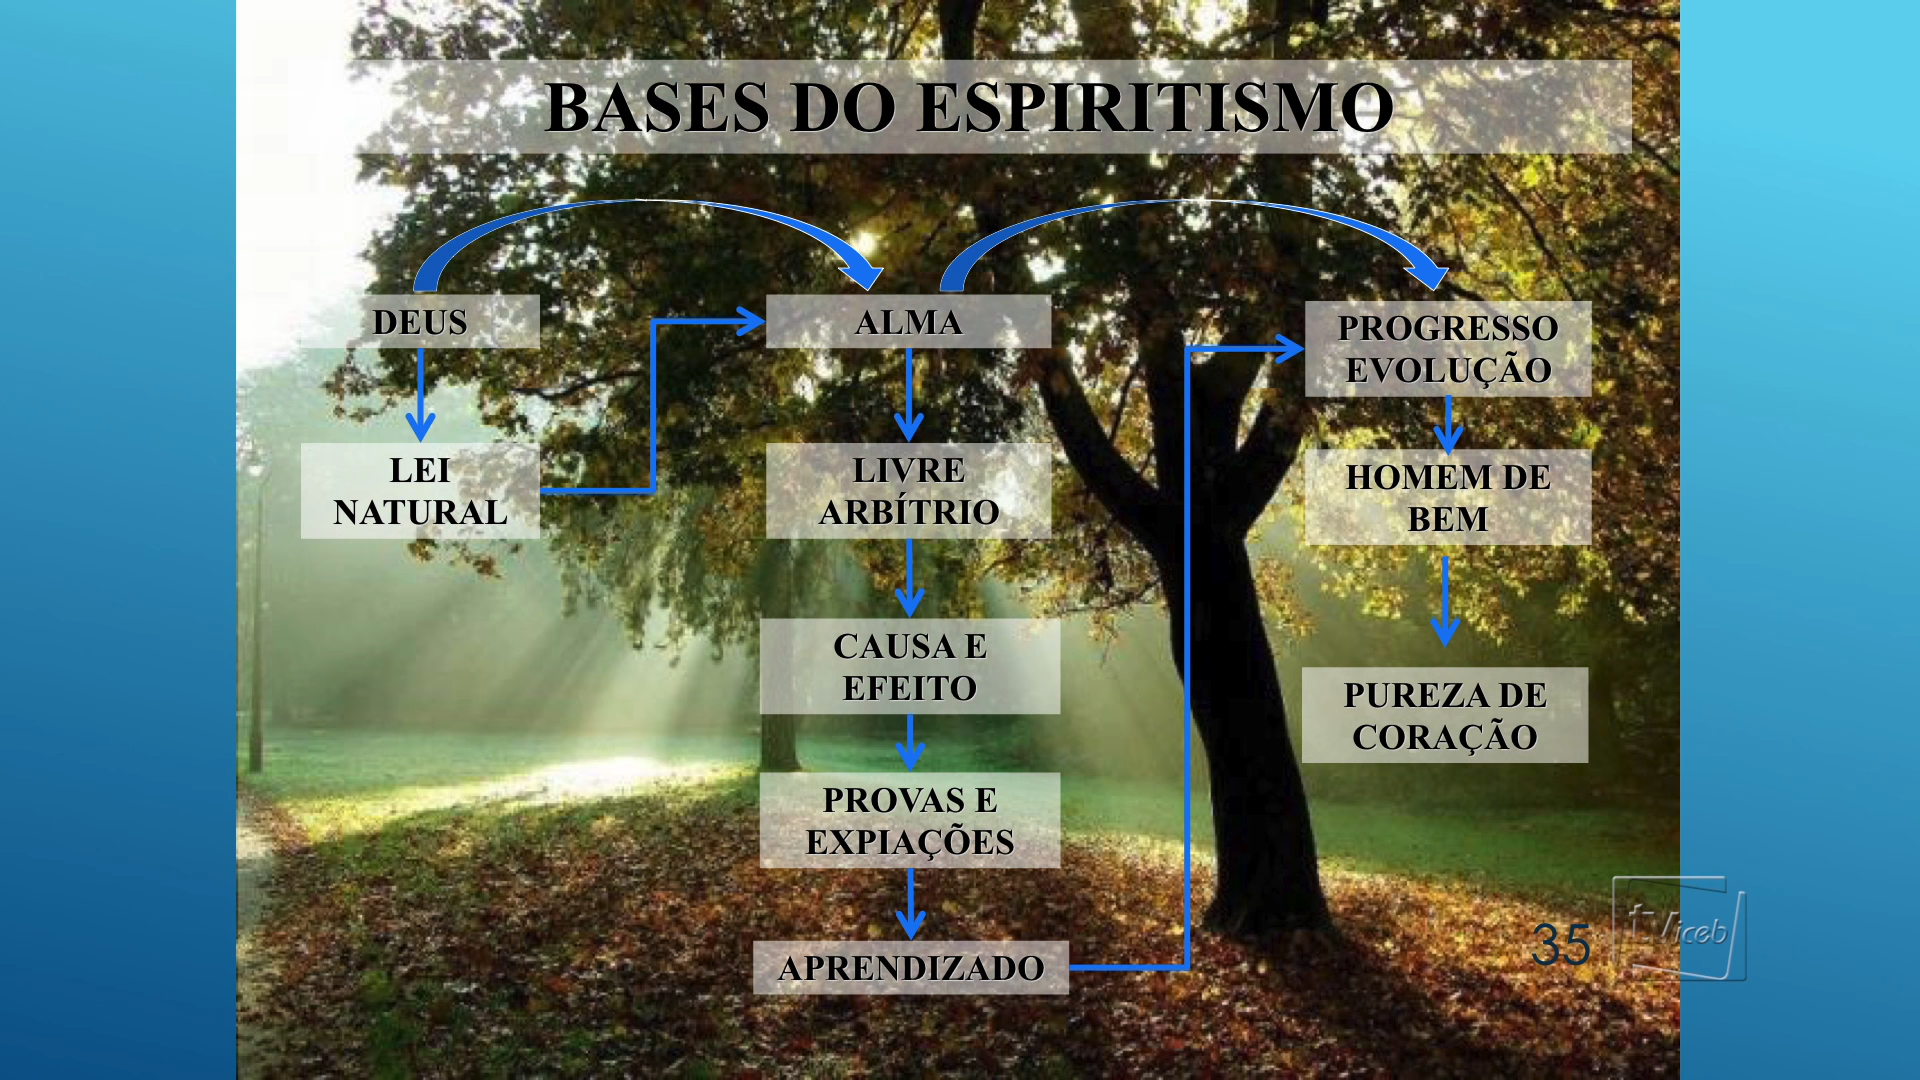 BASES DO ESPIRITISMO
DEUS
LEI
NATURAL
ALMA
LIVRE
ARBÍTRIO
CAUSA E
EFEITO
PROVAS E
EXPIAÇÕES
APRENDIZADO
PROGRESSO
EVOLUÇÃO
HOMEM DE
BEM
PUREZA DE
CORAÇÃO
35
tviceb